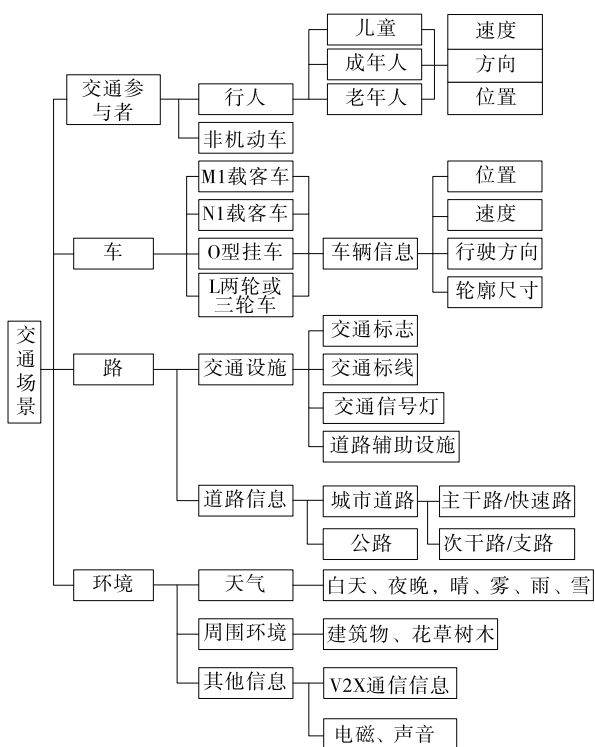 交通场景
交通参
与者
行人
儿童
成年人
老年人
速度
方向
位置
非机动车
车
M1载客车
N1载客车
O型挂车
L两轮或
三轮车
车辆信息
位置
速度
行驶方向
轮廓尺寸
路
交通设施
交通标志
交通标线
交通信号灯
道路辅助设施
道路信息
城市道路
主干路/快速路
次干路/支路
公路
环境
天气
白天、夜晚，晴、雾、雨、雪
周围环境
建筑物、花草树木
其他信息
V2X通信信息
电磁、声音